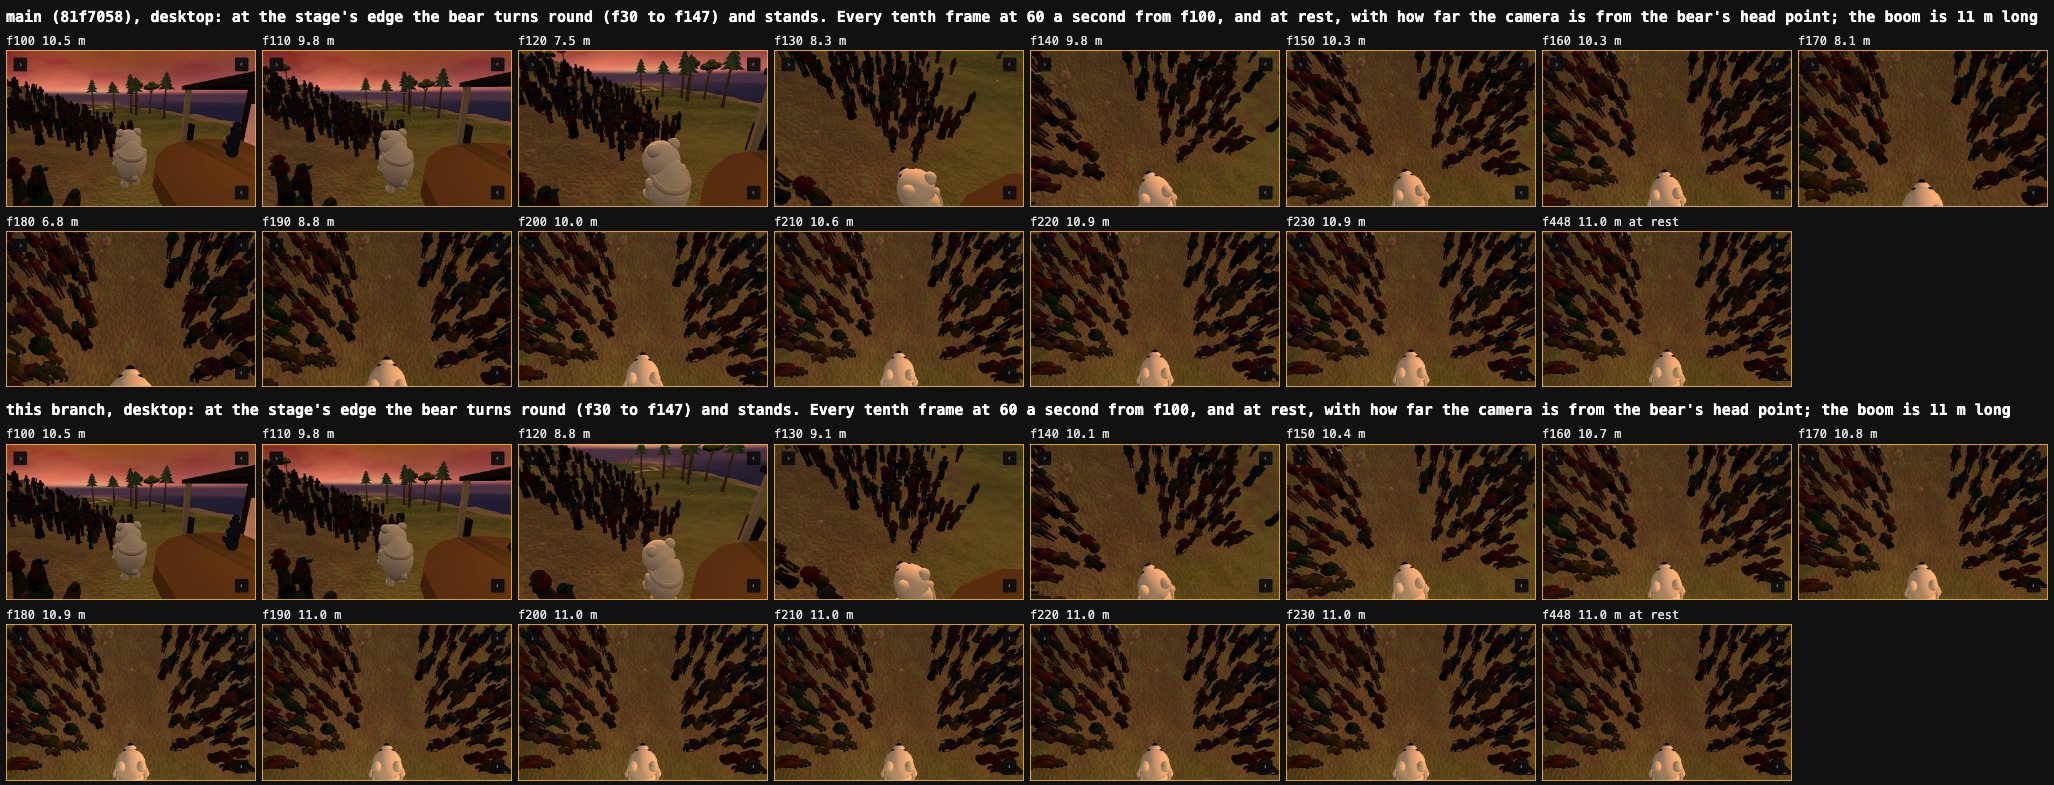 main (81f7058), desktop: at the stage's edge the bear turns round (f30 to f147) and stands. Every tenth frame at 60 a second from f100, and at rest, with how far the camera is from the bear's head point; the boom is 11 m long
f100 10.5 m
f110 9.8 m
f120 7.5 m
f130 8.3 m
f140 9.8 m
f150 10.3 m
f160 10.3 m
f170 8.1 m
f180 6.8 m
f190 8.8 m
f200 10.0 m
f210 10.6 m
f220 10.9 m
f230 10.9 m
f448 11.0 m at rest
this branch, desktop: at the stage's edge the bear turns round (f30 to f147) and stands. Every tenth frame at 60 a second from f100, and at rest, with how far the camera is from the bear's head point; the boom is 11 m long
f100 10.5 m
f110 9.8 m
f120 8.8 m
f130 9.1 m
f140 10.1 m
f150 10.4 m
f160 10.7 m
f170 10.8 m
f180 10.9 m
f190 11.0 m
f200 11.0 m
f210 11.0 m
f220 11.0 m
f230 11.0 m
f448 11.0 m at rest